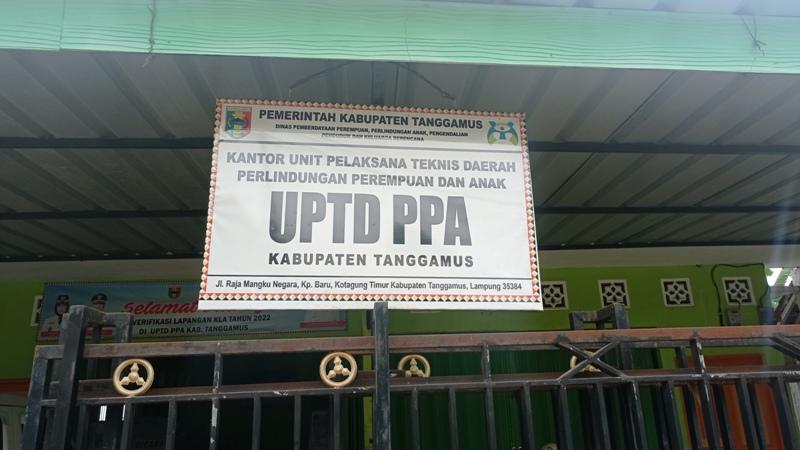 PEMERINTAH KABUPATEN TANGGAMUS
DINAS PEMBERDAYAAN PEREMPUAN, PERLINDUNGAN ANAK, PENGENDALIAN
PENDUDUK DAN KELUARGA BERENCANA
KANTOR UNIT PELAKSANA TEKNIS DAERAH
PERLINDUNGAN PEREMPUAN DAN ANAK
UPTD PPA
KABUPATEN TANGGAMUS
Jl. Raja Mangku Negara, Kp. Baru, Kotagung Timur Kabupaten Tanggamus, Lampung 35384
Selamat
VERIFIKASI LAPANGAN KLA TAHUN 2022
DI UPTD PPA KAB. TANGGAMUS